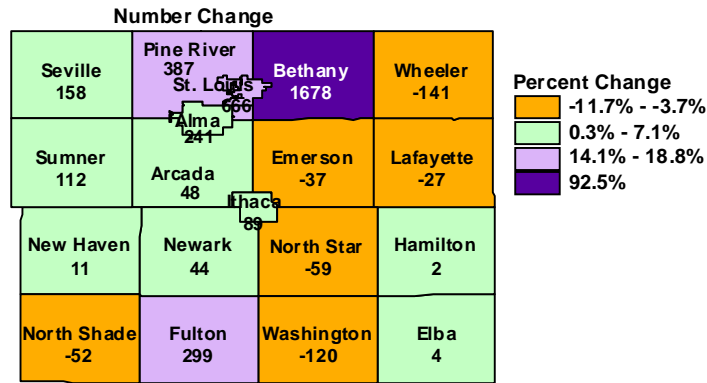 Number Change
Pine River
387
Seville
158
Bethany
1678
Wheeler
-141
St. Louis
666
Alma
241
Sumner
112
Arcada
48
Emerson
-37
Lafayette
-27
Ithaca
89
New Haven
11
Newark
44
North Star
-59
Hamilton
2
North Shade
-52
Fulton
299
Washington
-120
Elba
4
Percent Change
-11.7% - -3.7%
0.3% - 7.1%
14.1% - 18.8%
92.5%